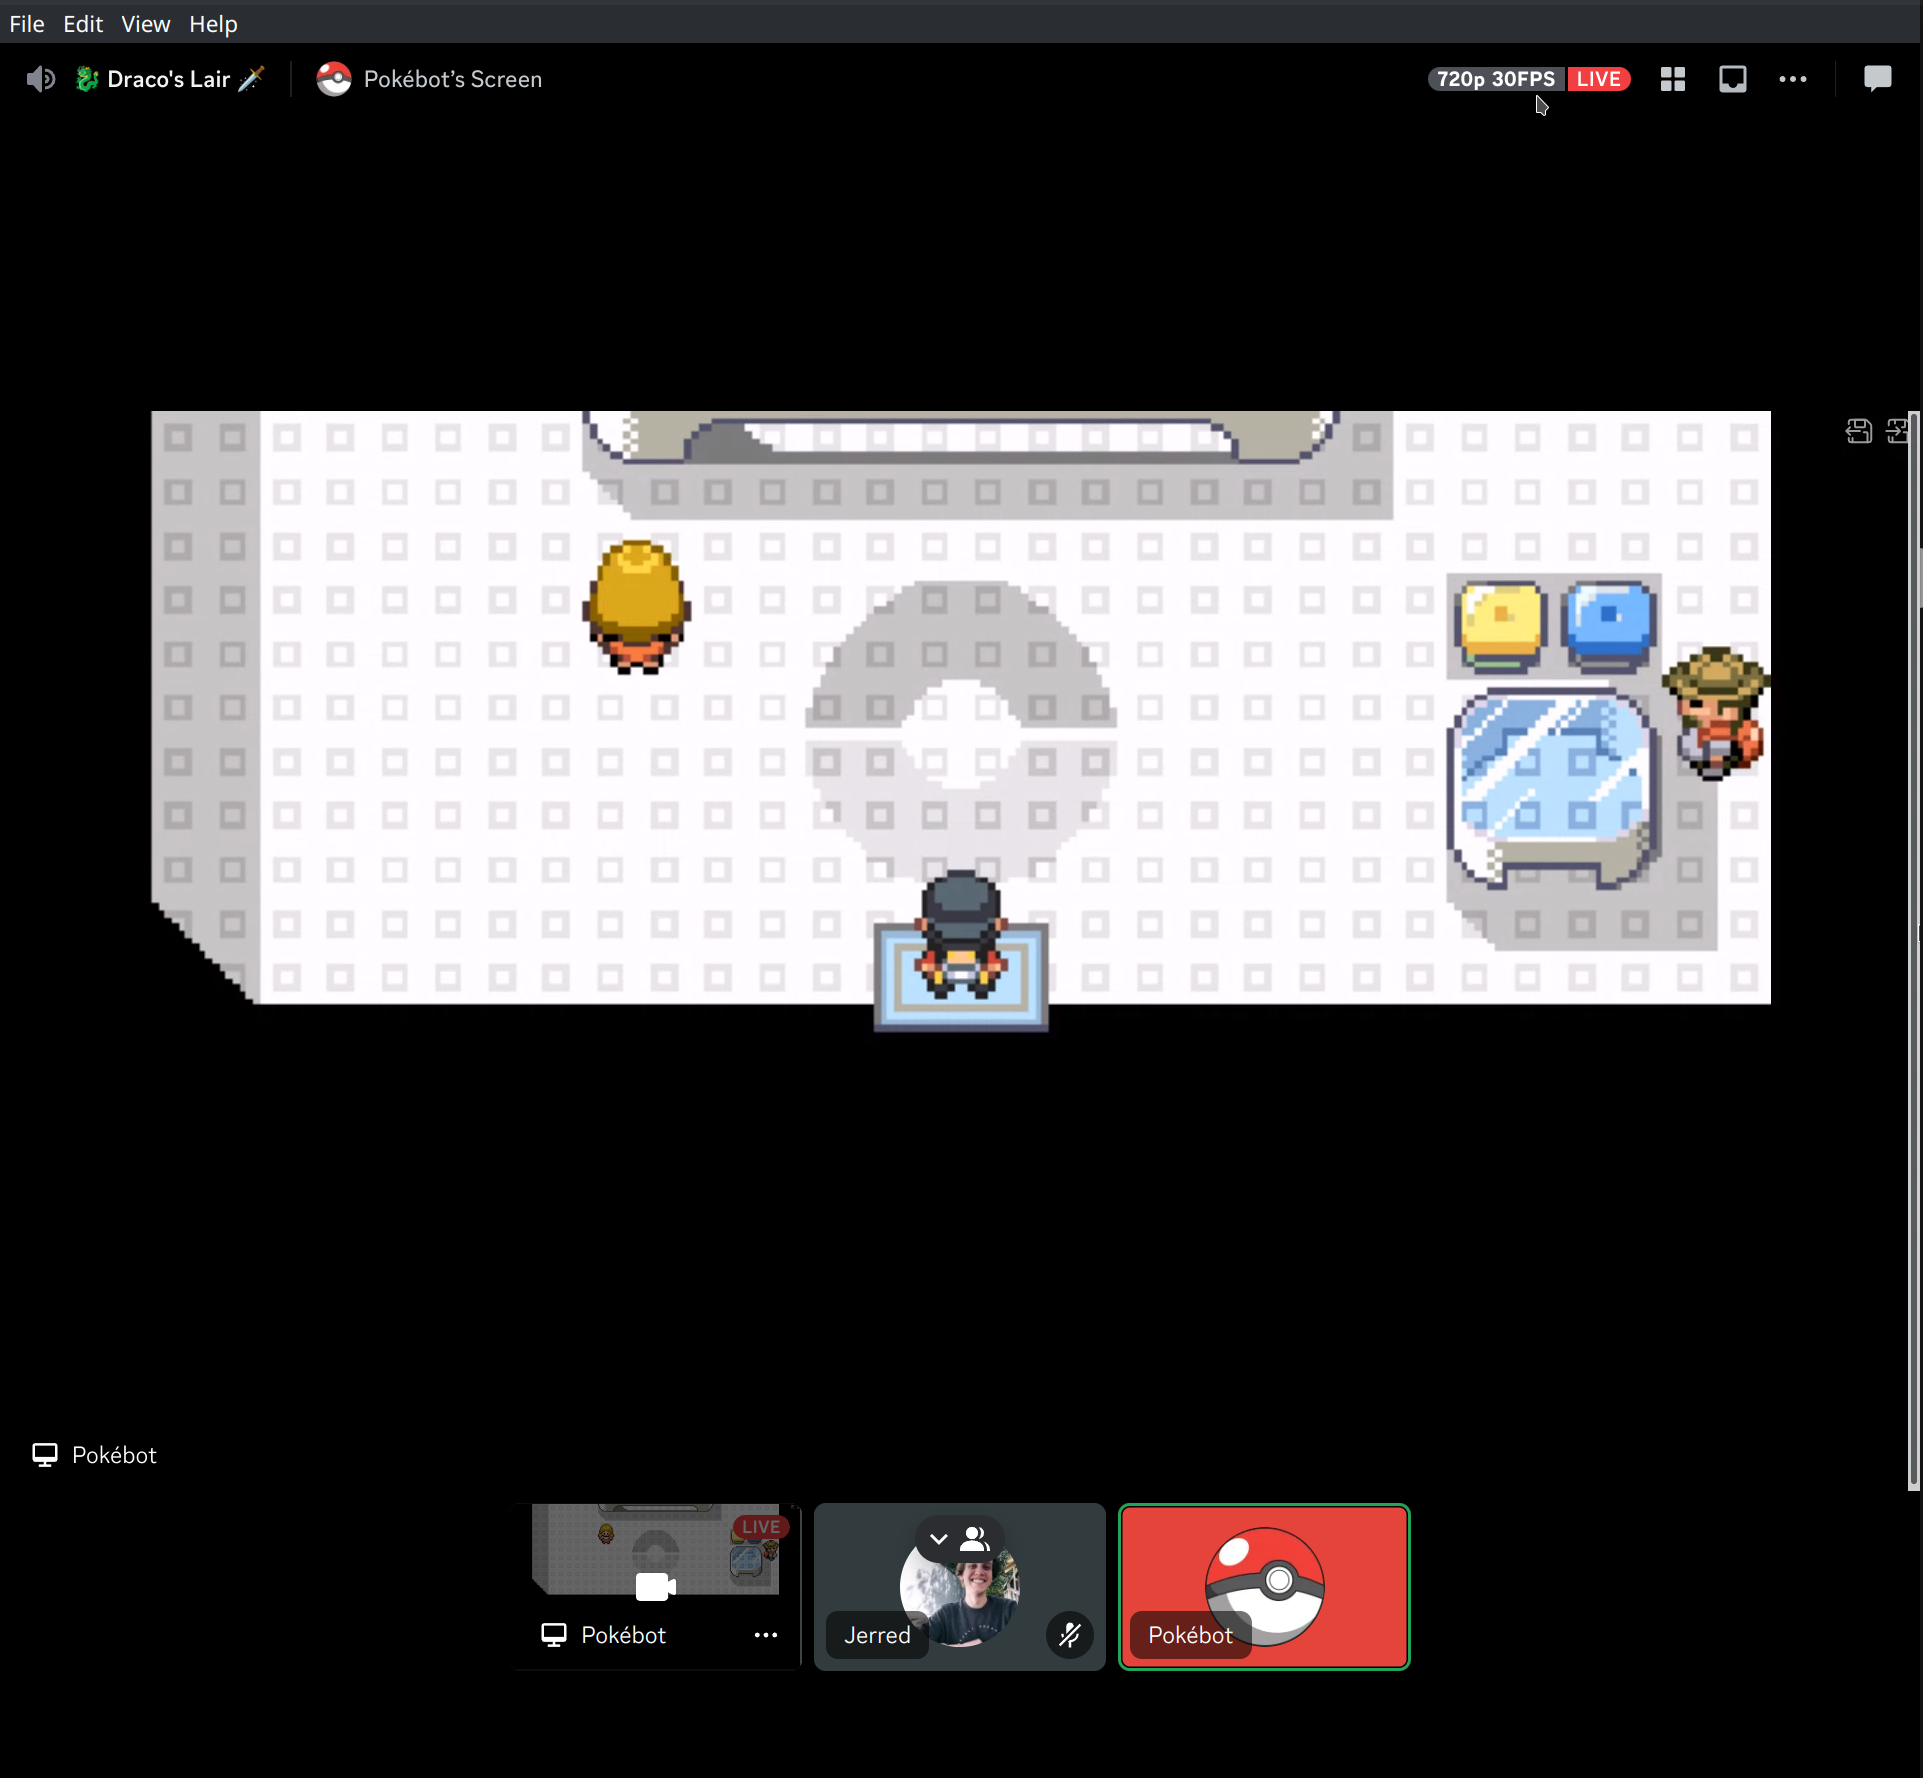 File Edit View Help
Draco's Lair
Pokébot's Screen
720p 30FPS LIVE
Pokébot
LIVE
Pokébot
Jerred
Pokébot